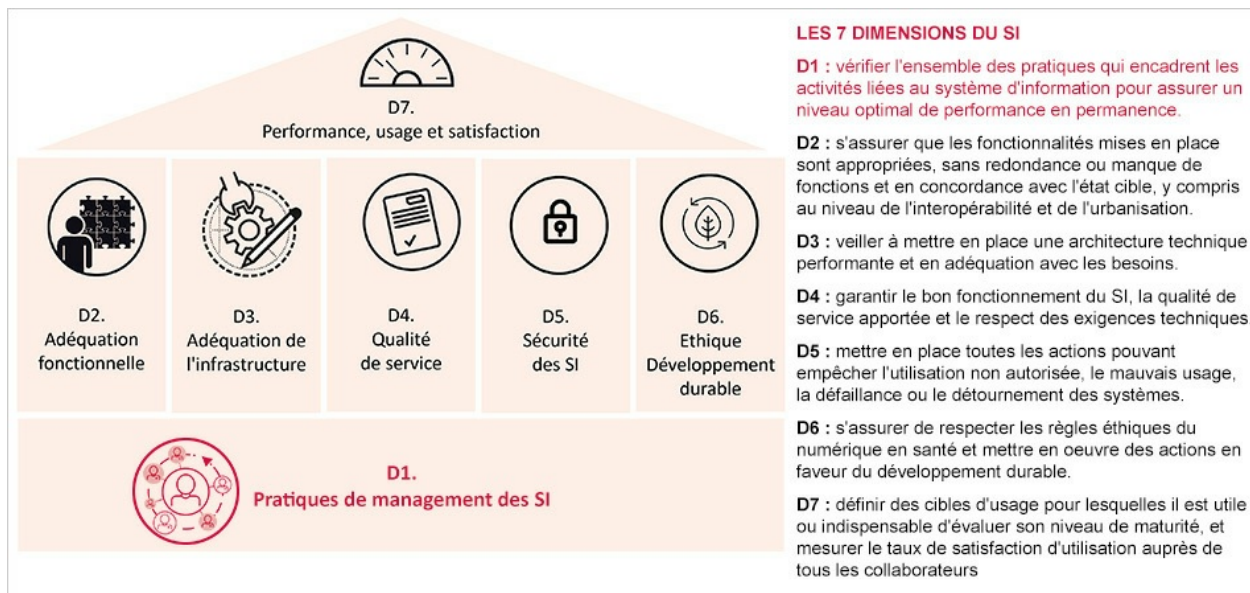 D7.
Performance, usage et satisfaction
D2.
Adéquation
fonctionnelle
D3.
Adéquation de
l'infrastructure
D4.
Qualité
de service
D5.
Sécurité
des SI
D6.
Ethique
Développement
durable
D1.
Pratiques de management des SI
LES 7 DIMENSIONS DU SI
D1 : vérifier l'ensemble des pratiques qui encadrent les
activités liées au système d'information pour assurer un
niveau optimal de performance en permanence.
D2 : s'assurer que les fonctionnalités mises en place
sont appropriées, sans redondance ou manque de
fonctions et en concordance avec l'état cible, y compris
au niveau de l'interopérabilité et de l'urbanisation.
D3 : veiller à mettre en place une architecture technique
performante et en adéquation avec les besoins.
D4 : garantir le bon fonctionnement du SI, la qualité de
service apportée et le respect des exigences techniques
D5 : mettre en place toutes les actions pouvant
empêcher l'utilisation non autorisée, le mauvais usage,
la défaillance ou le détournement des systèmes.
D6 : s'assurer de respecter les règles éthiques du
numérique en santé et mettre en oeuvre des actions en
faveur du développement durable.
D7 : définir des cibles d'usage pour lesquelles il est utile
ou indispensable d'évaluer son niveau de maturité, et
mesurer le taux de satisfaction d'utilisation auprès de
tous les collaborateurs